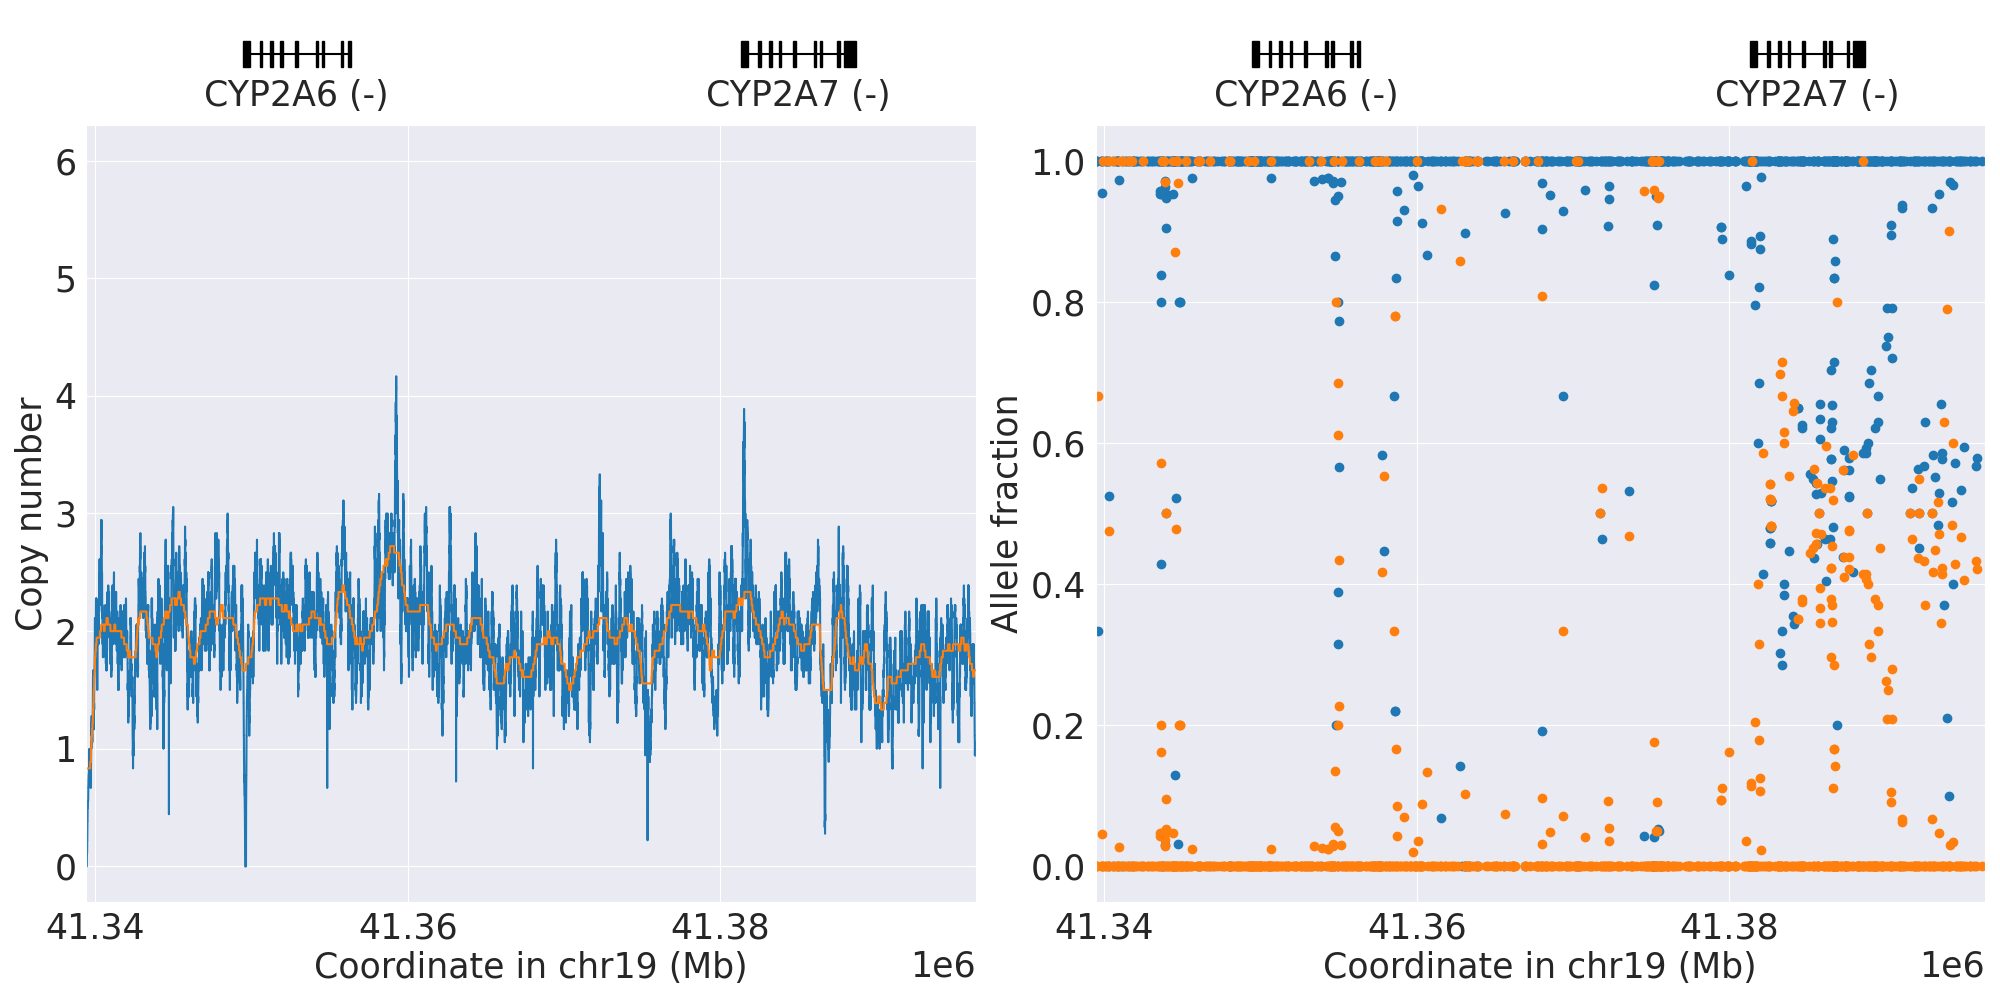 CYP2A6 (-)
CYP2A7 (-)
CYP2A6 (-)
CYP2A7 (-)
6
5
4
3
2
1
0
Copy number
41.34
41.36
41.38
Coordinate in chr19 (Mb)
1e6
1.0
0.8
0.6
0.4
0.2
0.0
Allele fraction
41.34
41.36
41.38
Coordinate in chr19 (Mb)
1e6